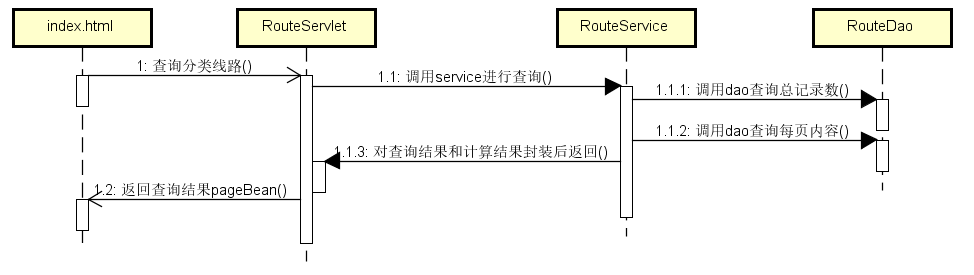 index.html
RouteServlet
RouteService
RouteDao
1: 查询分类线路()
1.1: 调用service进行查询()
1.1.1: 调用dao查询总记录数()
1.1.2: 调用dao查询每页内容()
1.1.3: 对查询结果和计算结果封装后返回()
1.2: 返回查询结果pageBean()